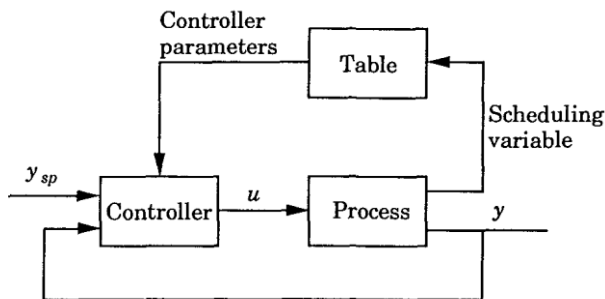 Controller
parameters
Table
Scheduling
variable
y_sp
Controller
u
Process
y